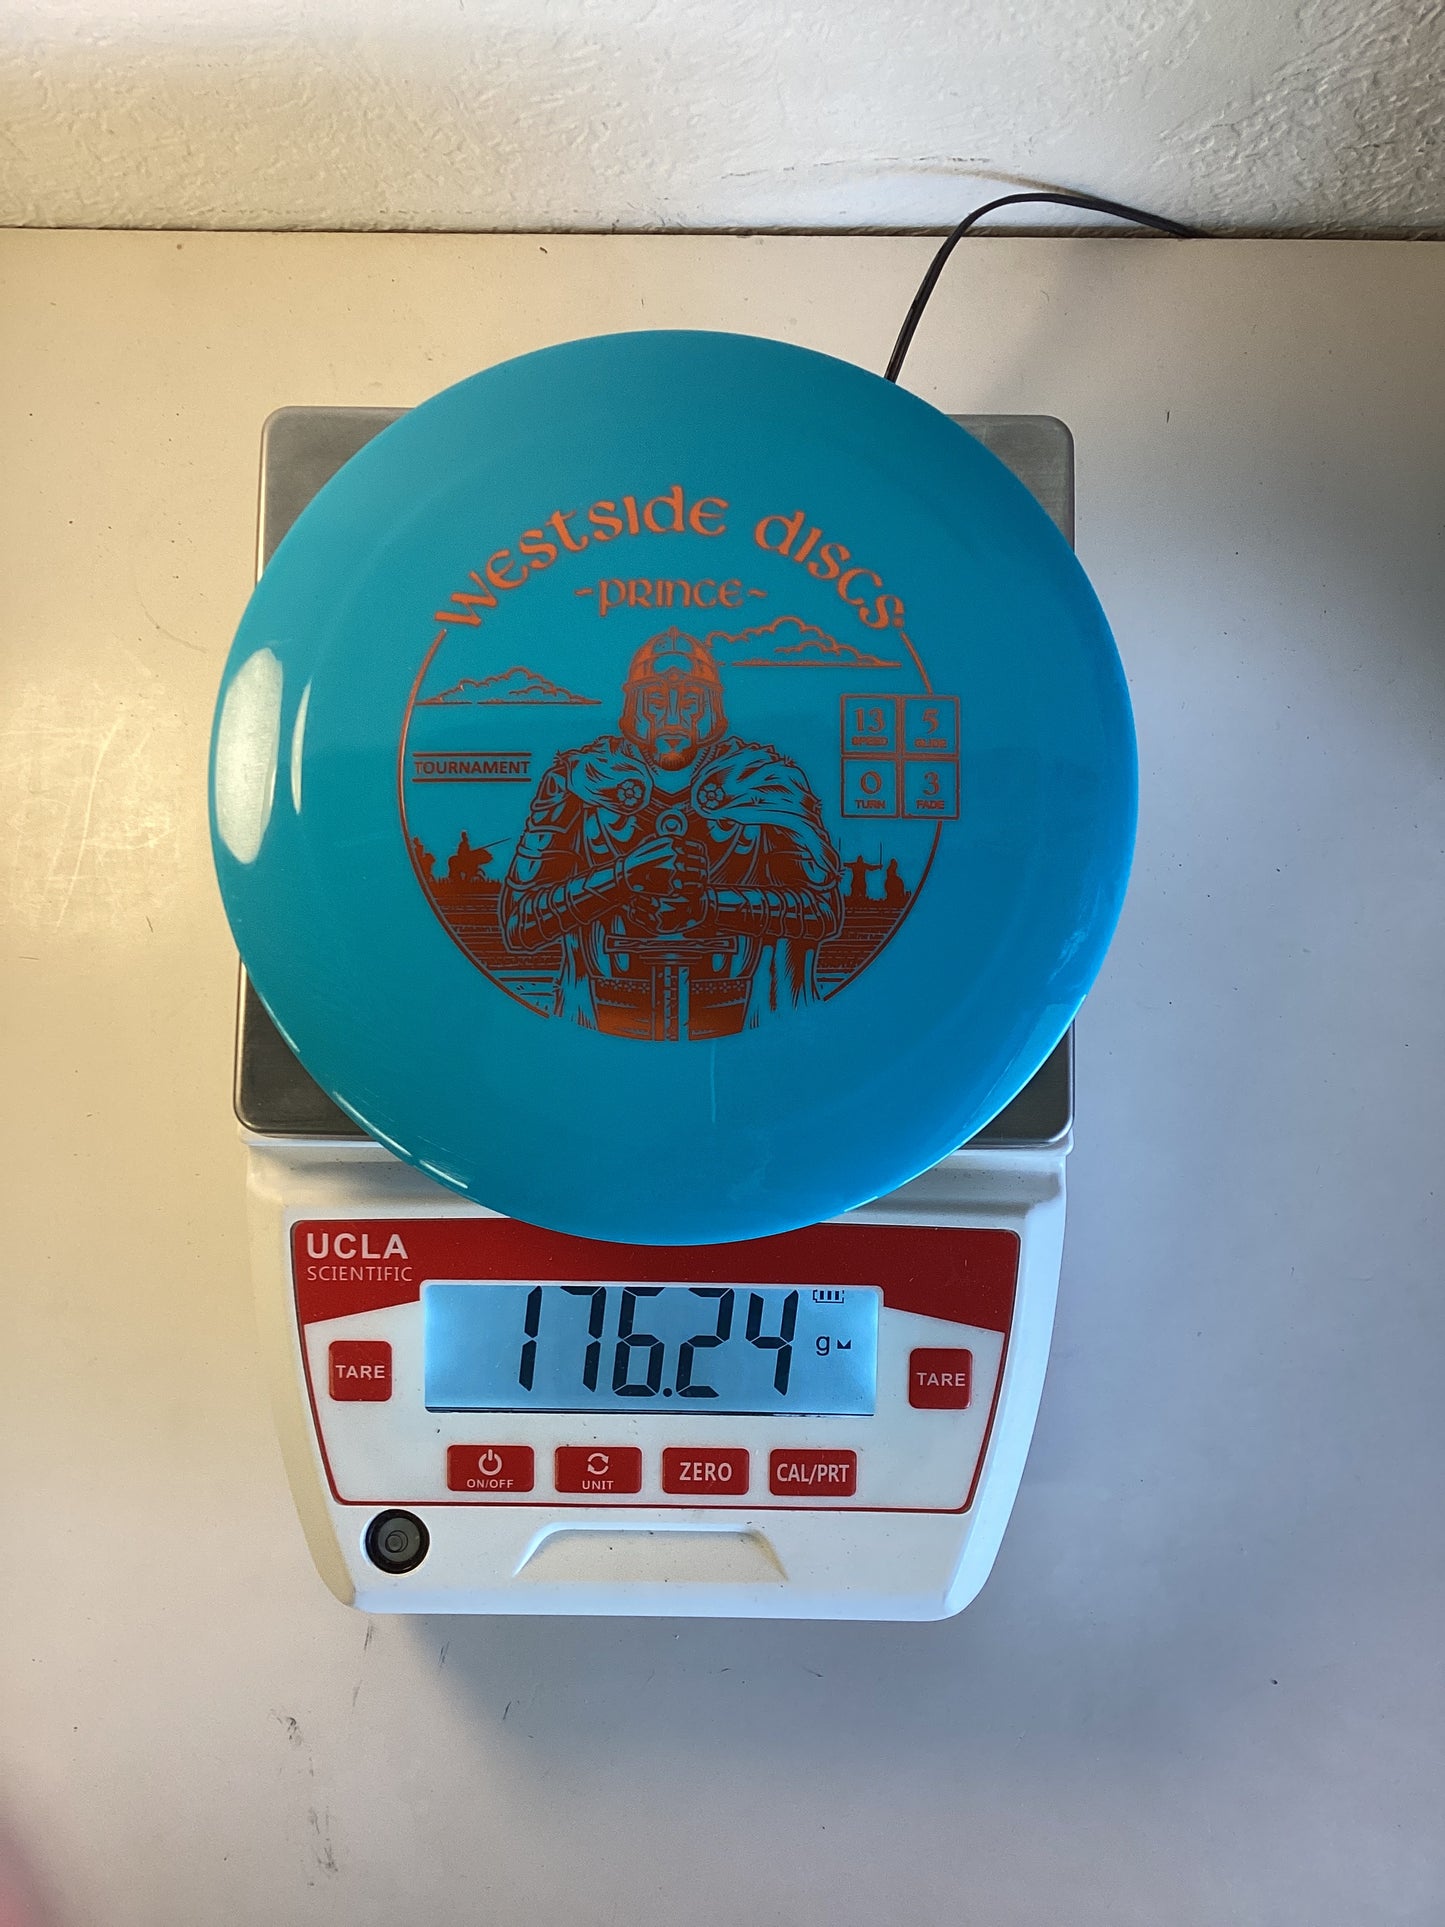 WESTSIDE DISCS
-PRINCE-
TOURNAMENT
13 5
SPEED GLIDE
0 3
TURN FADE
UCLA
SCIENTIFIC
176.24 g
TARE
TARE
ON/OFF
UNIT
ZERO
CAL/PRT